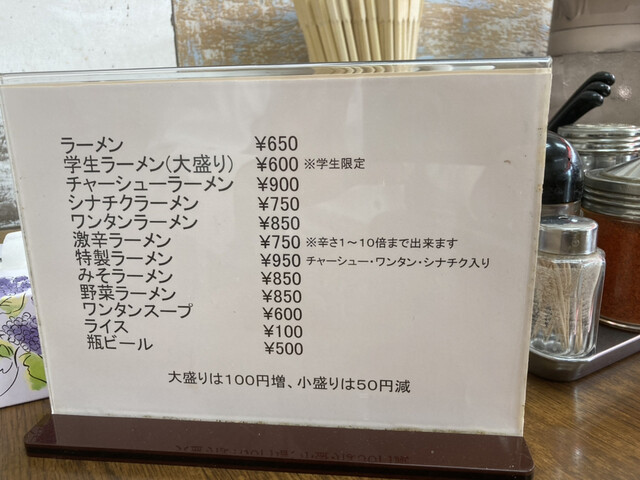 ラーメン ¥650
学生ラーメン(大盛り) ¥600 ※学生限定
チャーシューラーメン ¥900
シナチクラーメン ¥750
ワンタンラーメン ¥850
激辛ラーメン ¥750 ※辛さ1～10倍まで出来ます
特製ラーメン ¥950 チャーシュー・ワンタン・シナチク入り
みそラーメン ¥850
野菜ラーメン ¥850
ワンタンスープ ¥600
ライス ¥100
瓶ビール ¥500
大盛りは100円増、小盛りは50円減